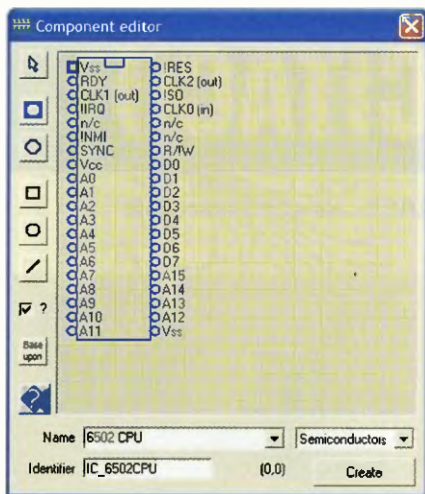 Component editor
Vss !RES
RDY CLK2 (out)
CLK1 (out) !SO
!IRQ CLK0 (in)
n/c n/c
!NMI n/c
SYNC R/!W
Vcc D0
A0 D1
A1 D2
A2 D3
A3 D4
A4 D5
A5 D6
A6 D7
A7 A15
A8 A14
A9 A13
A10 A12
A11 Vss
?
Base
upon
?
Name 6502 CPU Semiconductors
Identifier IC_6502CPU (0,0) Create